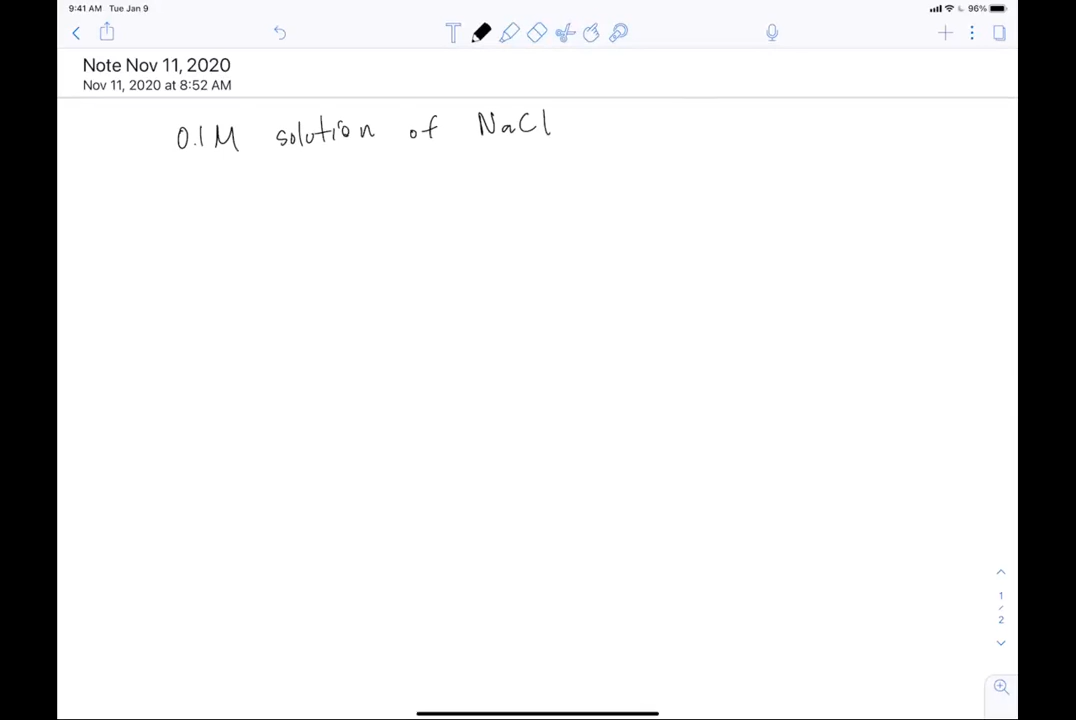 9:41 AM Tue Jan 9 96%
T
Note Nov 11, 2020
Nov 11, 2020 at 8:52 AM
0.1M solution of NaCl
1
/
2